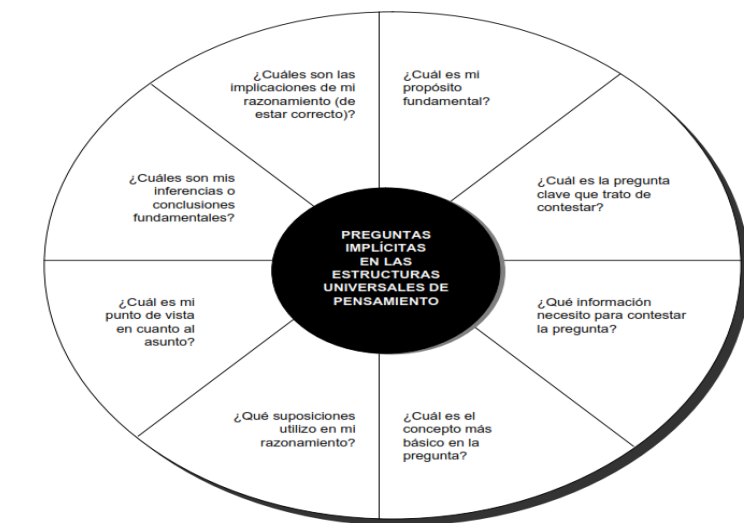 ¿Cuáles son las
implicaciones de mi
razonamiento (de
estar correcto)?
¿Cuál es mi
propósito
fundamental?
¿Cuáles son mis
inferencias o
conclusiones
fundamentales?
¿Cuál es la pregunta
clave que trato de
contestar?
PREGUNTAS
IMPLÍCITAS
EN LAS
ESTRUCTURAS
UNIVERSALES DE
PENSAMIENTO
¿Cuál es mi
punto de vista
en cuanto al
asunto?
¿Qué información
necesito para contestar
la pregunta?
¿Qué suposiciones
utilizo en mi
razonamiento?
¿Cuál es el
concepto más
básico en la
pregunta?